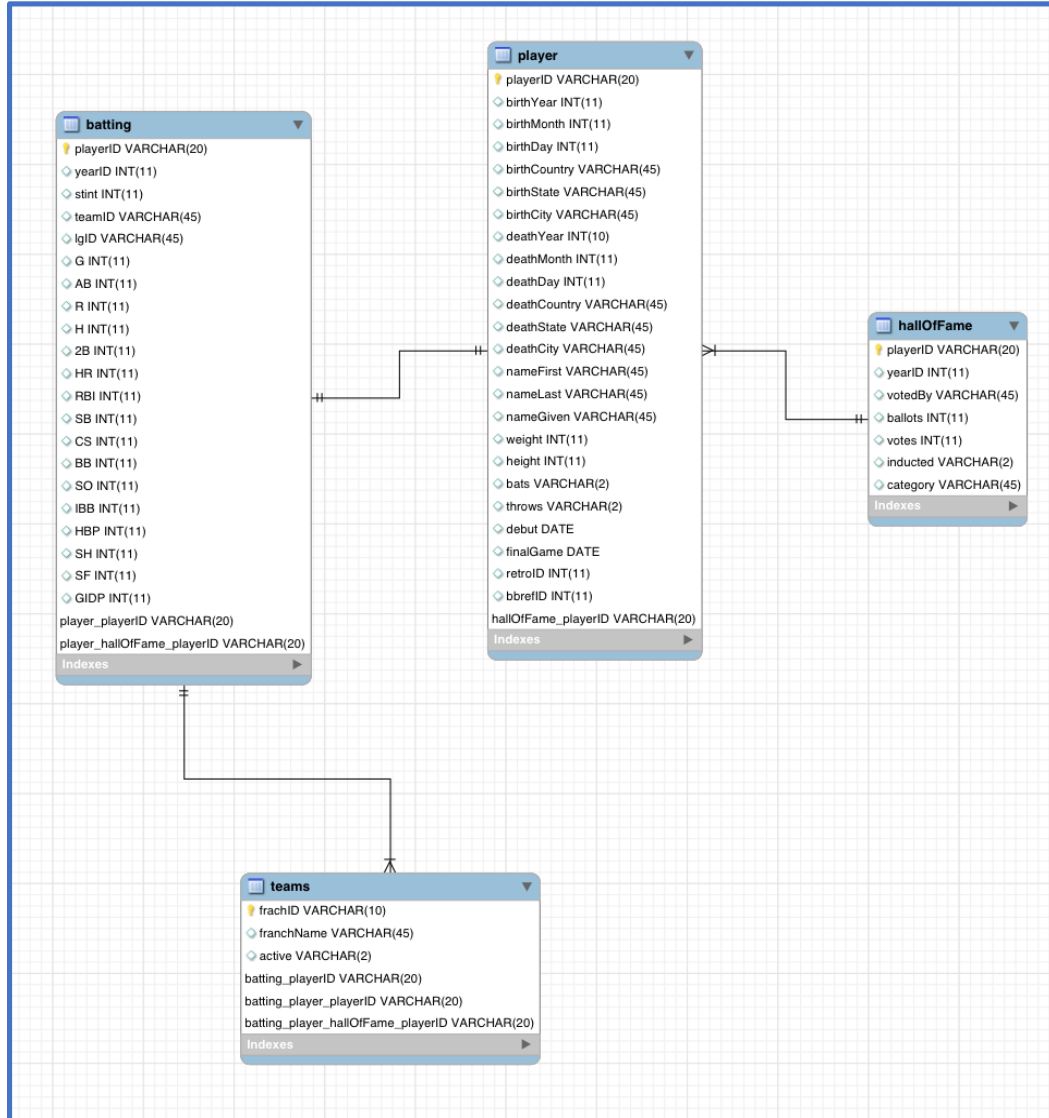 batting
playerID VARCHAR(20)
yearID INT(11)
stint INT(11)
teamID VARCHAR(45)
lgID VARCHAR(45)
G INT(11)
AB INT(11)
R INT(11)
H INT(11)
2B INT(11)
HR INT(11)
RBI INT(11)
SB INT(11)
CS INT(11)
BB INT(11)
SO INT(11)
IBB INT(11)
HBP INT(11)
SH INT(11)
SF INT(11)
GIDP INT(11)
player_playerID VARCHAR(20)
player_hallOfFame_playerID VARCHAR(20)
Indexes
player
playerID VARCHAR(20)
birthYear INT(11)
birthMonth INT(11)
birthDay INT(11)
birthCountry VARCHAR(45)
birthState VARCHAR(45)
birthCity VARCHAR(45)
deathYear INT(10)
deathMonth INT(11)
deathDay INT(11)
deathCountry VARCHAR(45)
deathState VARCHAR(45)
deathCity VARCHAR(45)
nameFirst VARCHAR(45)
nameLast VARCHAR(45)
nameGiven VARCHAR(45)
weight INT(11)
height INT(11)
bats VARCHAR(2)
throws VARCHAR(2)
debut DATE
finalGame DATE
retroID INT(11)
bbrefID INT(11)
hallOfFame_playerID VARCHAR(20)
Indexes
hallOfFame
playerID VARCHAR(20)
yearID INT(11)
votedBy VARCHAR(45)
ballots INT(11)
votes INT(11)
inducted VARCHAR(2)
category VARCHAR(45)
Indexes
teams
frachID VARCHAR(10)
franchName VARCHAR(45)
active VARCHAR(2)
batting_playerID VARCHAR(20)
batting_player_playerID VARCHAR(20)
batting_player_hallOfFame_playerID VARCHAR(20)
Indexes